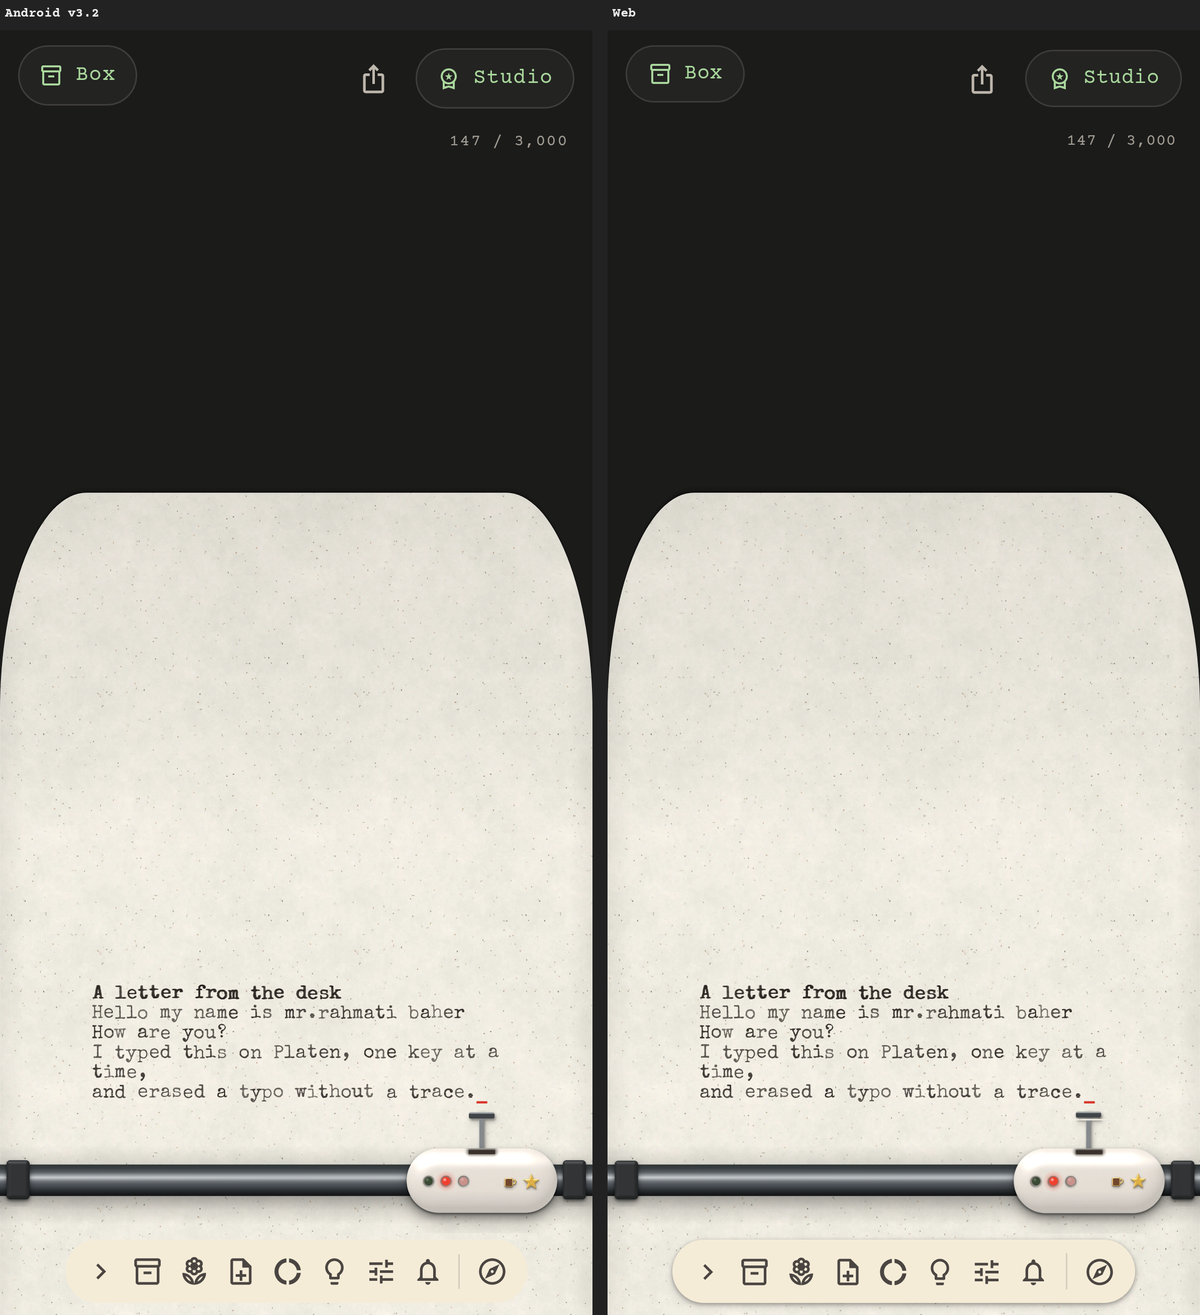 Android v3.2
Box
Studio
147 / 3,000
A letter from the desk
Hello my name is mr.rahmati baher
How are you?
I typed this on Platen, one key at a
time,
and erased a typo without a trace._
Web
Box
Studio
147 / 3,000
A letter from the desk
Hello my name is mr.rahmati baher
How are you?
I typed this on Platen, one key at a
time,
and erased a typo without a trace._